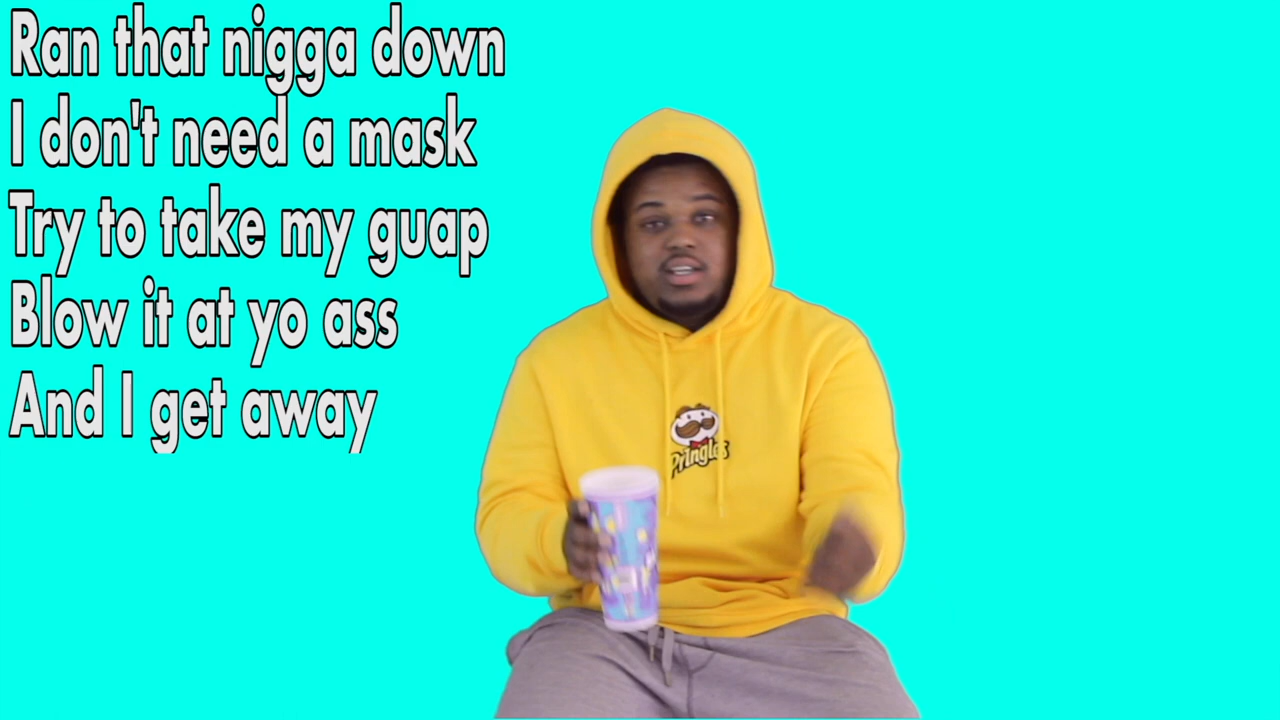 Ran that nigga down
I don't need a mask
Try to take my guap
Blow it at yo ass
And I get away
Pringles